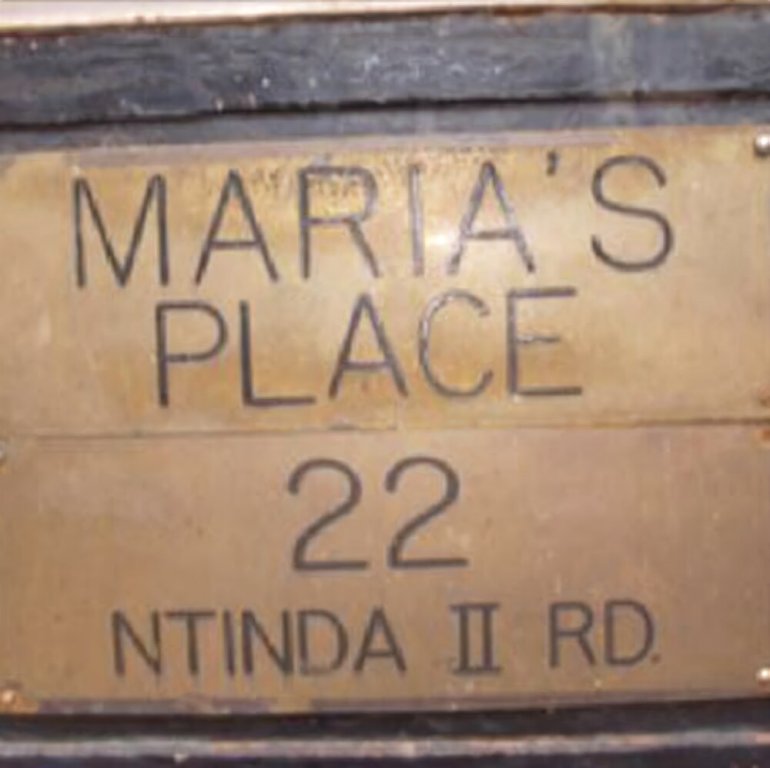 MARIA'S
PLACE
22
NTINDA II RD.